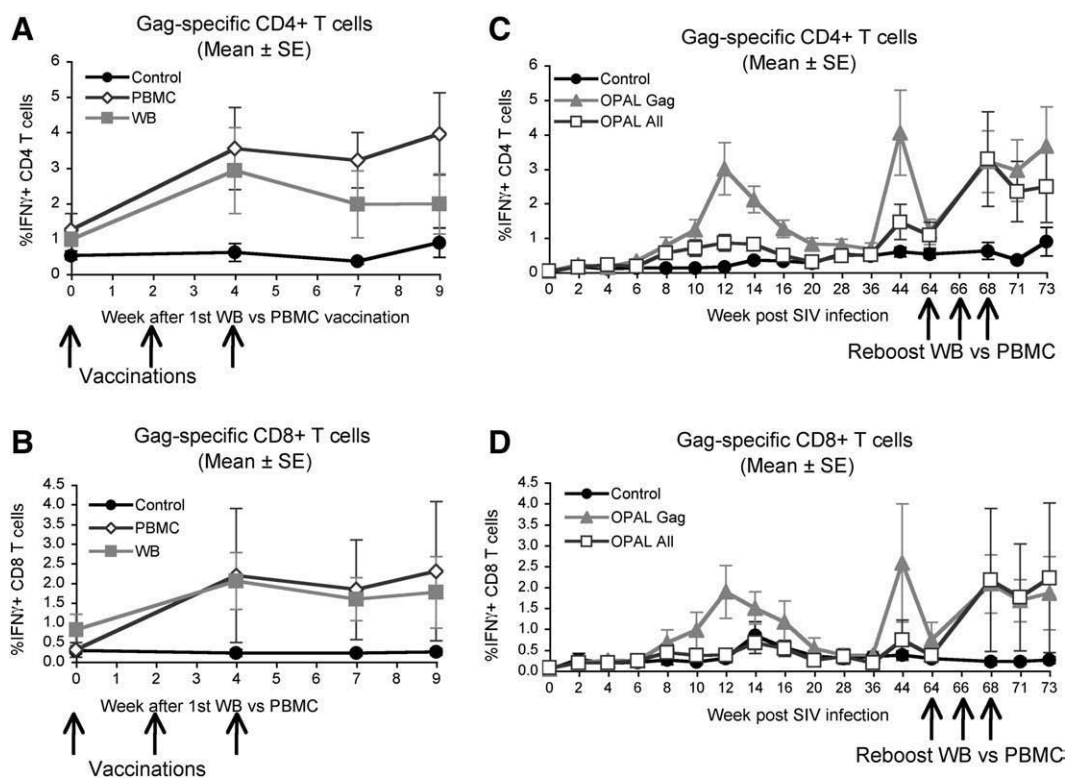 A
Gag-specific CD4+ T cells
(Mean ± SE)
%IFNγ+ CD4 T cells
6
5
4
3
2
1
0
Control
PBMC
WB
0 1 2 3 4 5 6 7 8 9
Week after 1st WB vs PBMC vaccination
Vaccinations
C
Gag-specific CD4+ T cells
(Mean ± SE)
%IFNγ+ CD4 T cells
6
5
4
3
2
1
0
Control
OPAL Gag
OPAL All
0 2 4 6 8 10 12 14 16 20 28 36 44 64 66 68 71 73
Week post SIV infection
Reboost WB vs PBMC
B
Gag-specific CD8+ T cells
(Mean ± SE)
%IFNγ+ CD8 T cells
4.5
4.0
3.5
3.0
2.5
2.0
1.5
1.0
0.5
0.0
Control
PBMC
WB
0 1 2 3 4 5 6 7 8 9
Week after 1st WB vs PBMC
Vaccinations
D
Gag-specific CD8+ T cells
(Mean ± SE)
%IFNγ+ CD8 T cells
4.5
4.0
3.5
3.0
2.5
2.0
1.5
1.0
0.5
0.0
Control
OPAL Gag
OPAL All
0 2 4 6 8 10 12 14 16 20 28 36 44 64 66 68 71 73
Week post SIV infection
Reboost WB vs PBMC